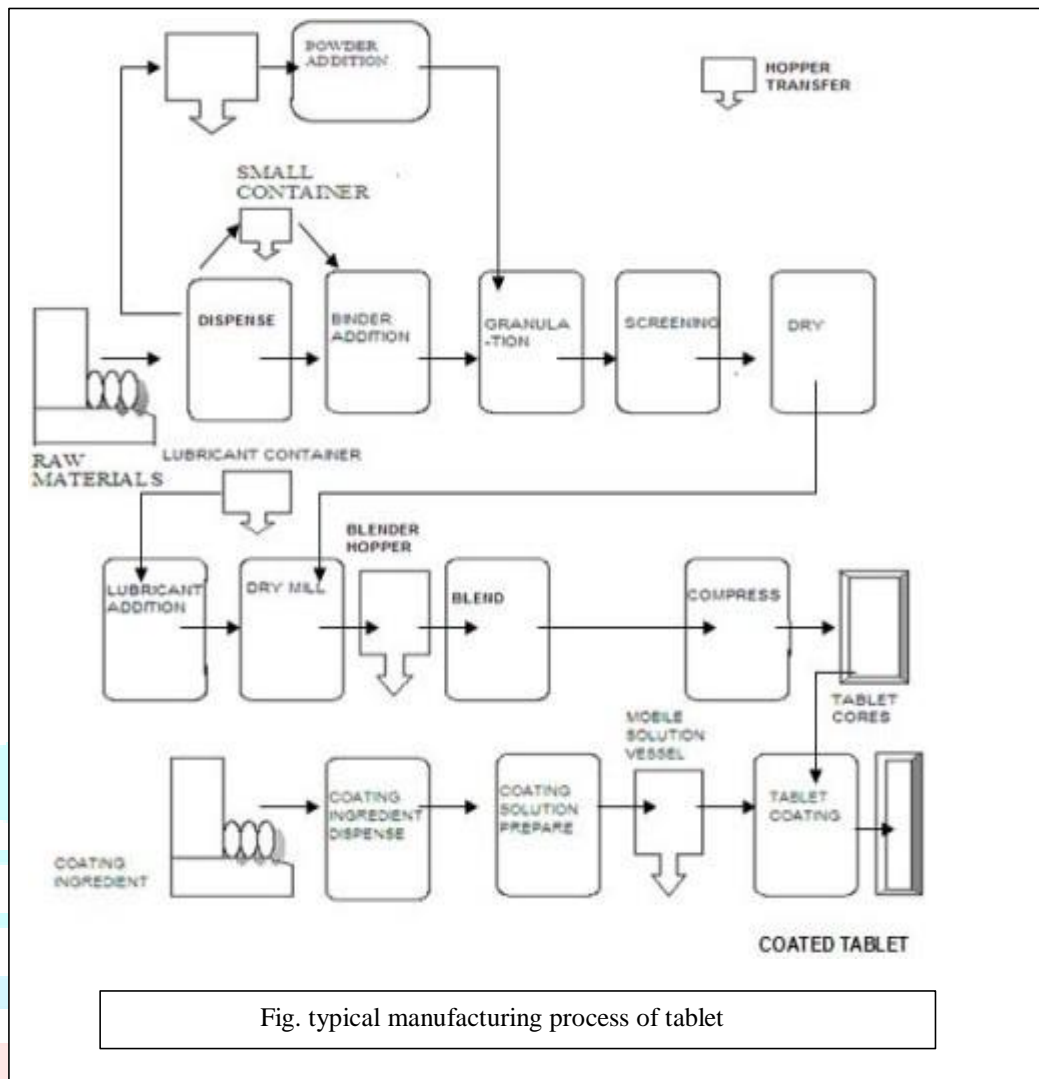 POWDER
ADDITION
HOPPER
TRANSFER
SMALL
CONTAINER
DISPENSE
BINDER
ADDITION
GRANULA
-TION
SCREENING
DRY
RAW
MATERIALS
LUBRICANT CONTAINER
BLENDER
HOPPER
LUBRICANT
ADDITION
DRY MILL
BLEND
COMPRESS
TABLET
CORES
MOBILE
SOLUTION
VESSEL
COATING
INGREDIENT
COATING
INGREDIENT
DISPENSE
COATING
SOLUTION
PREPARE
TABLET
COATING
COATED TABLET
Fig. typical manufacturing process of tablet